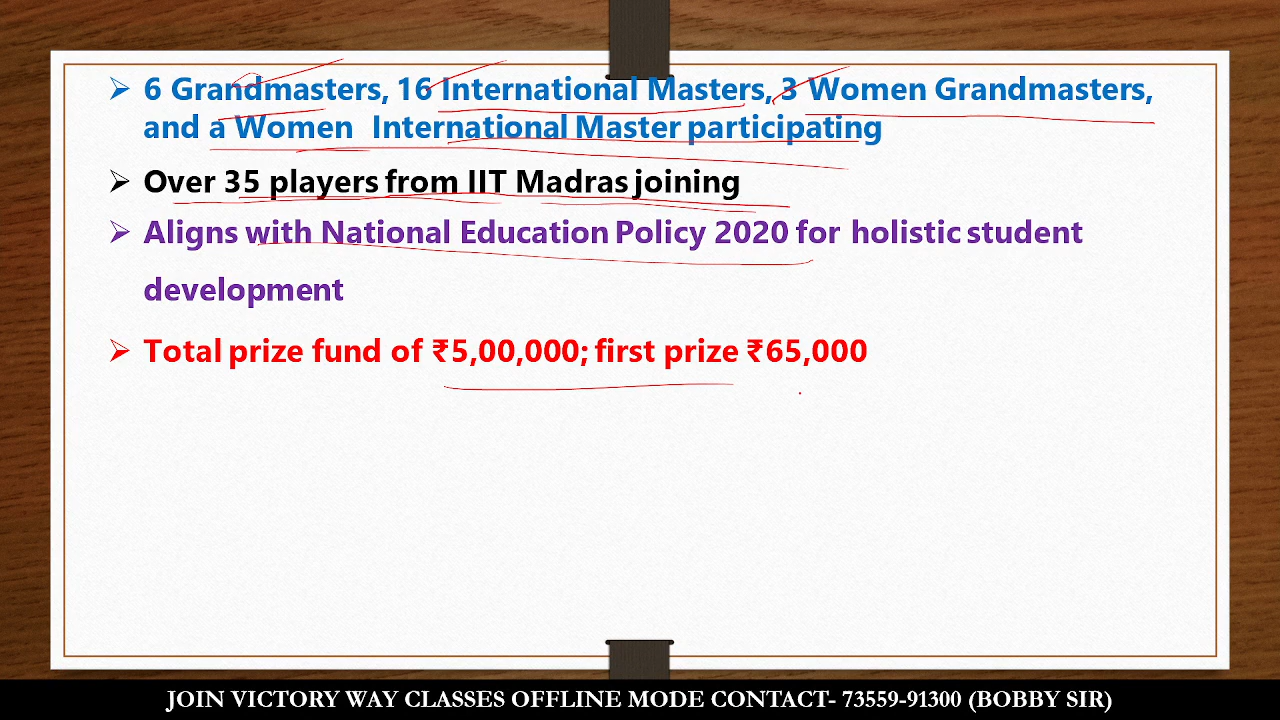 ➢ 6 Grandmasters, 16 International Masters, 3 Women Grandmasters,
and a Women International Master participating
➢ Over 35 players from IIT Madras joining
➢ Aligns with National Education Policy 2020 for holistic student
development
➢ Total prize fund of ₹5,00,000; first prize ₹65,000
JOIN VICTORY WAY CLASSES OFFLINE MODE CONTACT- 73559-91300 (BOBBY SIR)